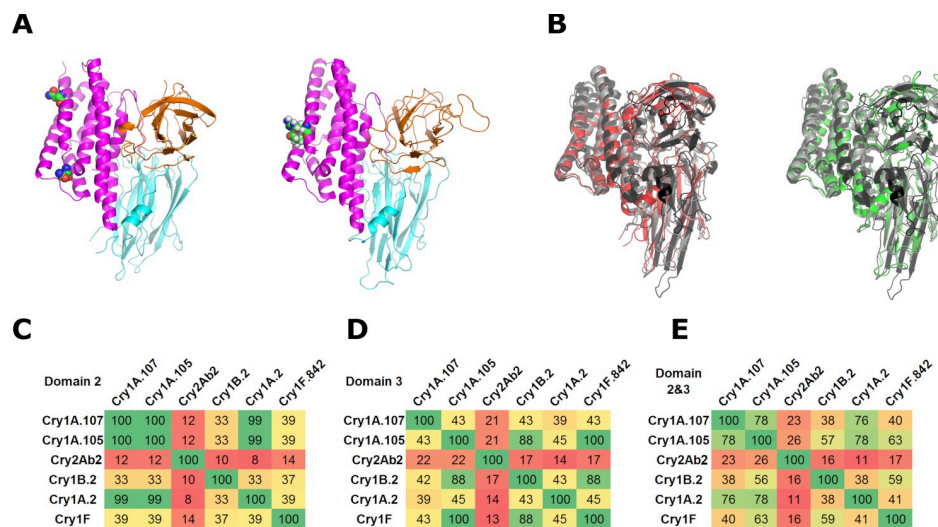 A
B
C
Domain 2
Cry1A.107
Cry1A.105
Cry2Ab2
Cry1B.2
Cry1A.2
Cry1F.842
Cry1A.107 100 100 12 33 99 39
Cry1A.105 100 100 12 33 99 39
Cry2Ab2 12 12 100 10 8 14
Cry1B.2 33 33 10 100 33 37
Cry1A.2 99 99 8 33 100 39
Cry1F 39 39 14 37 39 100
D
Domain 3
Cry1A.107
Cry1A.105
Cry2Ab2
Cry1B.2
Cry1A.2
Cry1F.842
Cry1A.107 100 43 21 43 39 43
Cry1A.105 43 100 21 88 45 100
Cry2Ab2 22 22 100 17 14 17
Cry1B.2 42 88 17 100 43 88
Cry1A.2 39 45 14 43 100 45
Cry1F 43 100 13 88 45 100
E
Domain
2&3
Cry1A.107
Cry1A.105
Cry2Ab2
Cry1B.2
Cry1A.2
Cry1F.842
Cry1A.107 100 78 23 38 76 40
Cry1A.105 78 100 26 57 78 63
Cry2Ab2 23 26 100 16 11 17
Cry1B.2 38 56 16 100 38 59
Cry1A.2 76 78 11 38 100 41
Cry1F 40 63 16 59 41 100